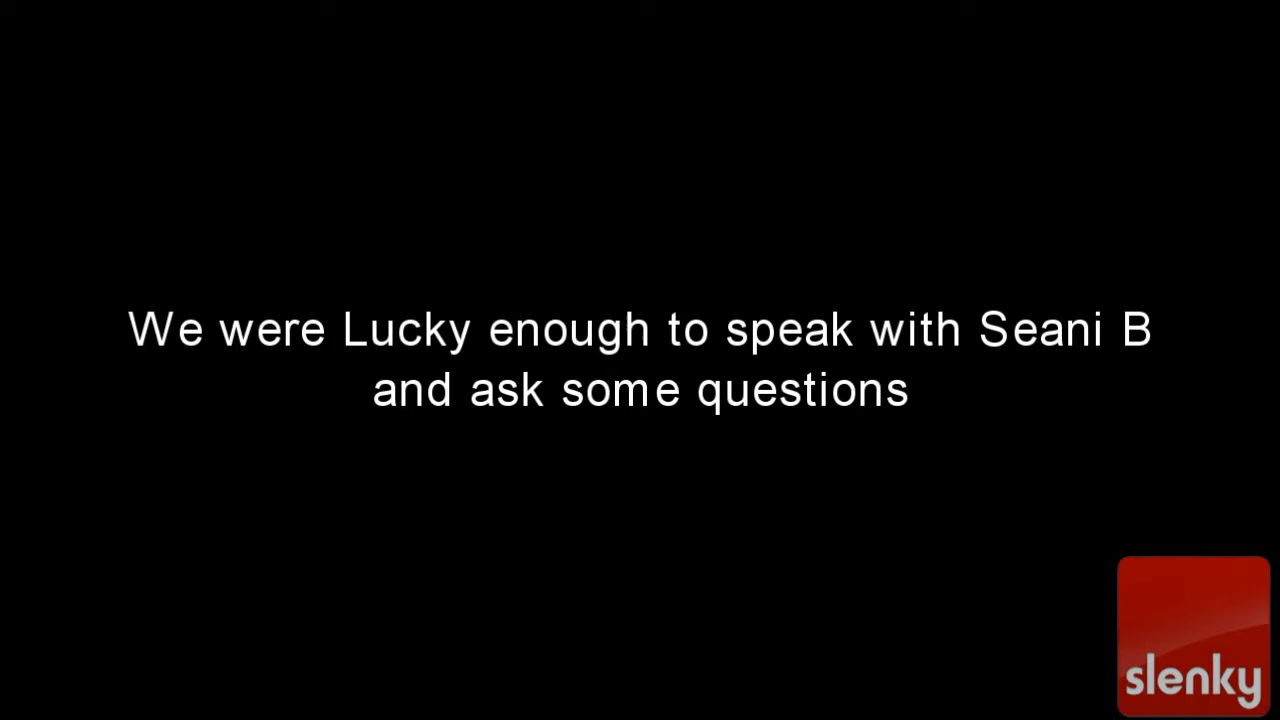 We were Lucky enough to speak with Seani B
and ask some questions
slenky